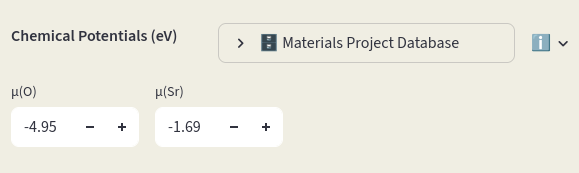 Chemical Potentials (eV)
Materials Project Database
μ(O)
μ(Sr)
-4.95 − +
-1.69 − +